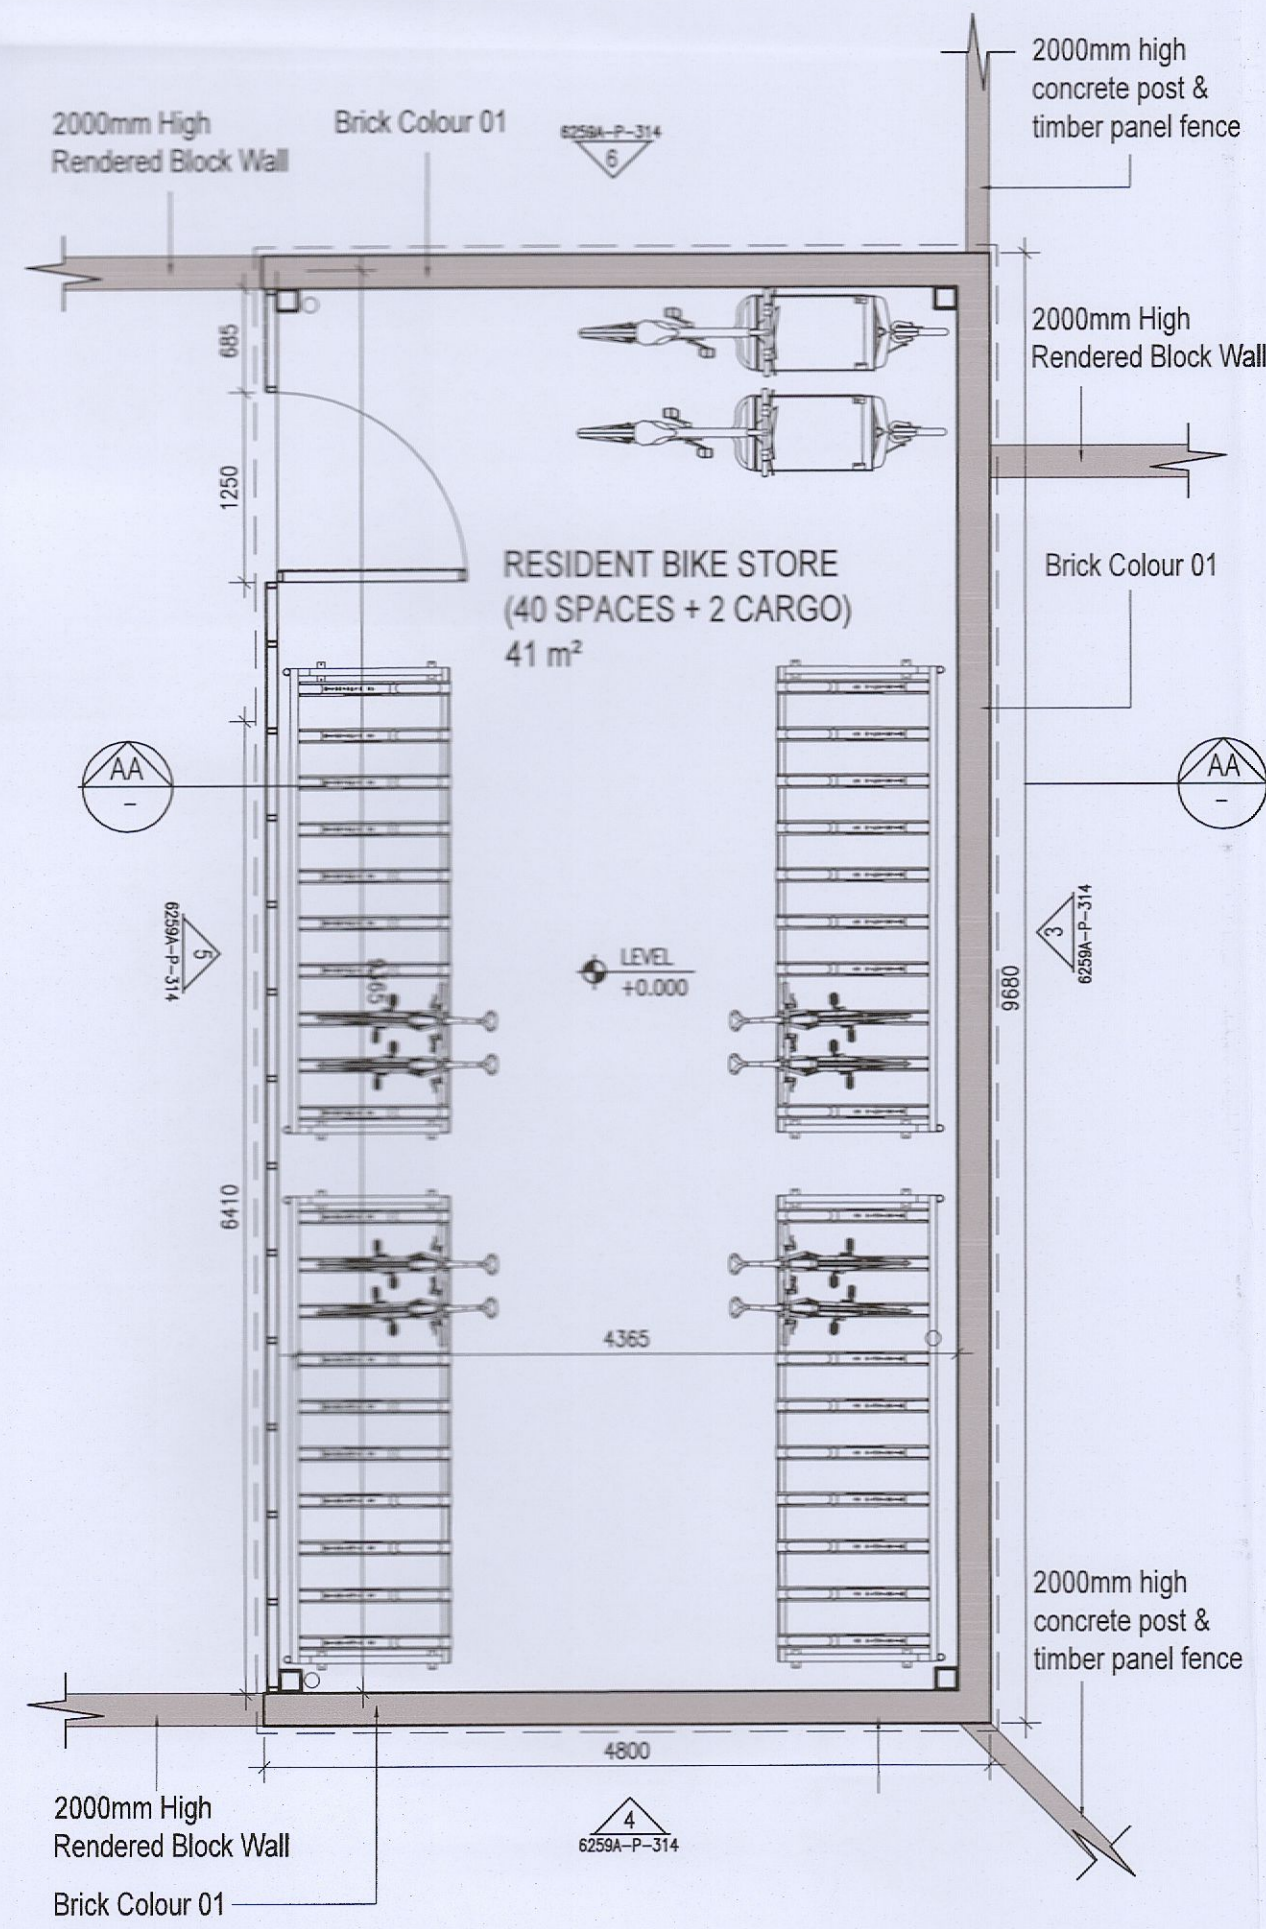 2000mm high
concrete post &
timber panel fence
2000mm High
Rendered Block Wall
Brick Colour 01
6259A-P-314
6
2000mm High
Rendered Block Wall
685
1250
RESIDENT BIKE STORE
(40 SPACES + 2 CARGO)
41 m²
Brick Colour 01
AA
–
AA
–
6259A-P-314
5
LEVEL
+0.000
9365
3
6259A-P-314
9680
6410
4365
2000mm high
concrete post &
timber panel fence
4800
2000mm High
Rendered Block Wall
4
6259A-P-314
Brick Colour 01